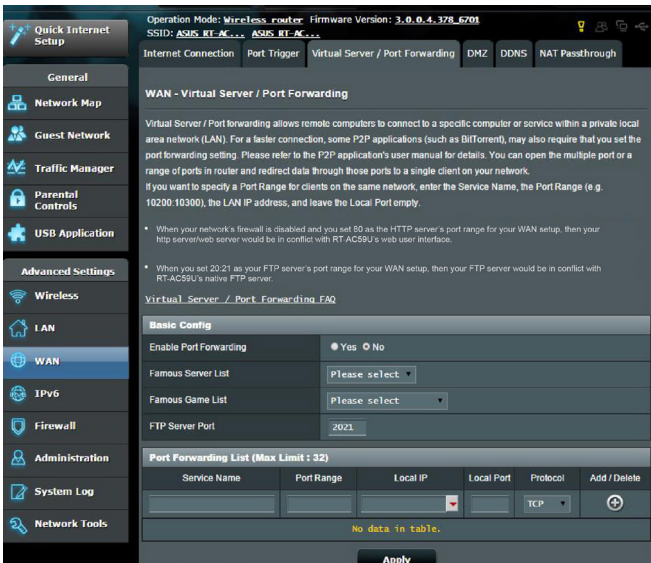 Quick Internet Setup
Operation Mode: Wireless router Firmware Version: 3.0.0.4.378_6701
SSID: ASUS RT-AC... ASUS RT-AC...
Internet Connection
Port Trigger
Virtual Server / Port Forwarding
DMZ
DDNS
NAT Passthrough
General
Network Map
Guest Network
Traffic Manager
Parental Controls
USB Application
Advanced Settings
Wireless
LAN
WAN
IPv6
Firewall
Administration
System Log
Network Tools
WAN - Virtual Server / Port Forwarding
Virtual Server / Port forwarding allows remote computers to connect to a specific computer or service within a private local
area network (LAN). For a faster connection, some P2P applications (such as BitTorrent), may also require that you set the
port forwarding setting. Please refer to the P2P application's user manual for details. You can open the multiple port or a
range of ports in router and redirect data through those ports to a single client on your network.
If you want to specify a Port Range for clients on the same network, enter the Service Name, the Port Range (e.g.
10200:10300), the LAN IP address, and leave the Local Port empty.
• When your network's firewall is disabled and you set 80 as the HTTP server's port range for your WAN setup, then your
http server/web server would be in conflict with RT-AC59U's web user interface.
• When you set 20:21 as your FTP server's port range for your WAN setup, then your FTP server would be in conflict with
RT-AC59U's native FTP server.
Virtual Server / Port Forwarding FAQ
Basic Config
Enable Port Forwarding Yes No
Famous Server List Please select
Famous Game List Please select
FTP Server Port 2021
Port Forwarding List (Max Limit : 32)
Service Name Port Range Local IP Local Port Protocol Add / Delete
TCP
No data in table.
Apply